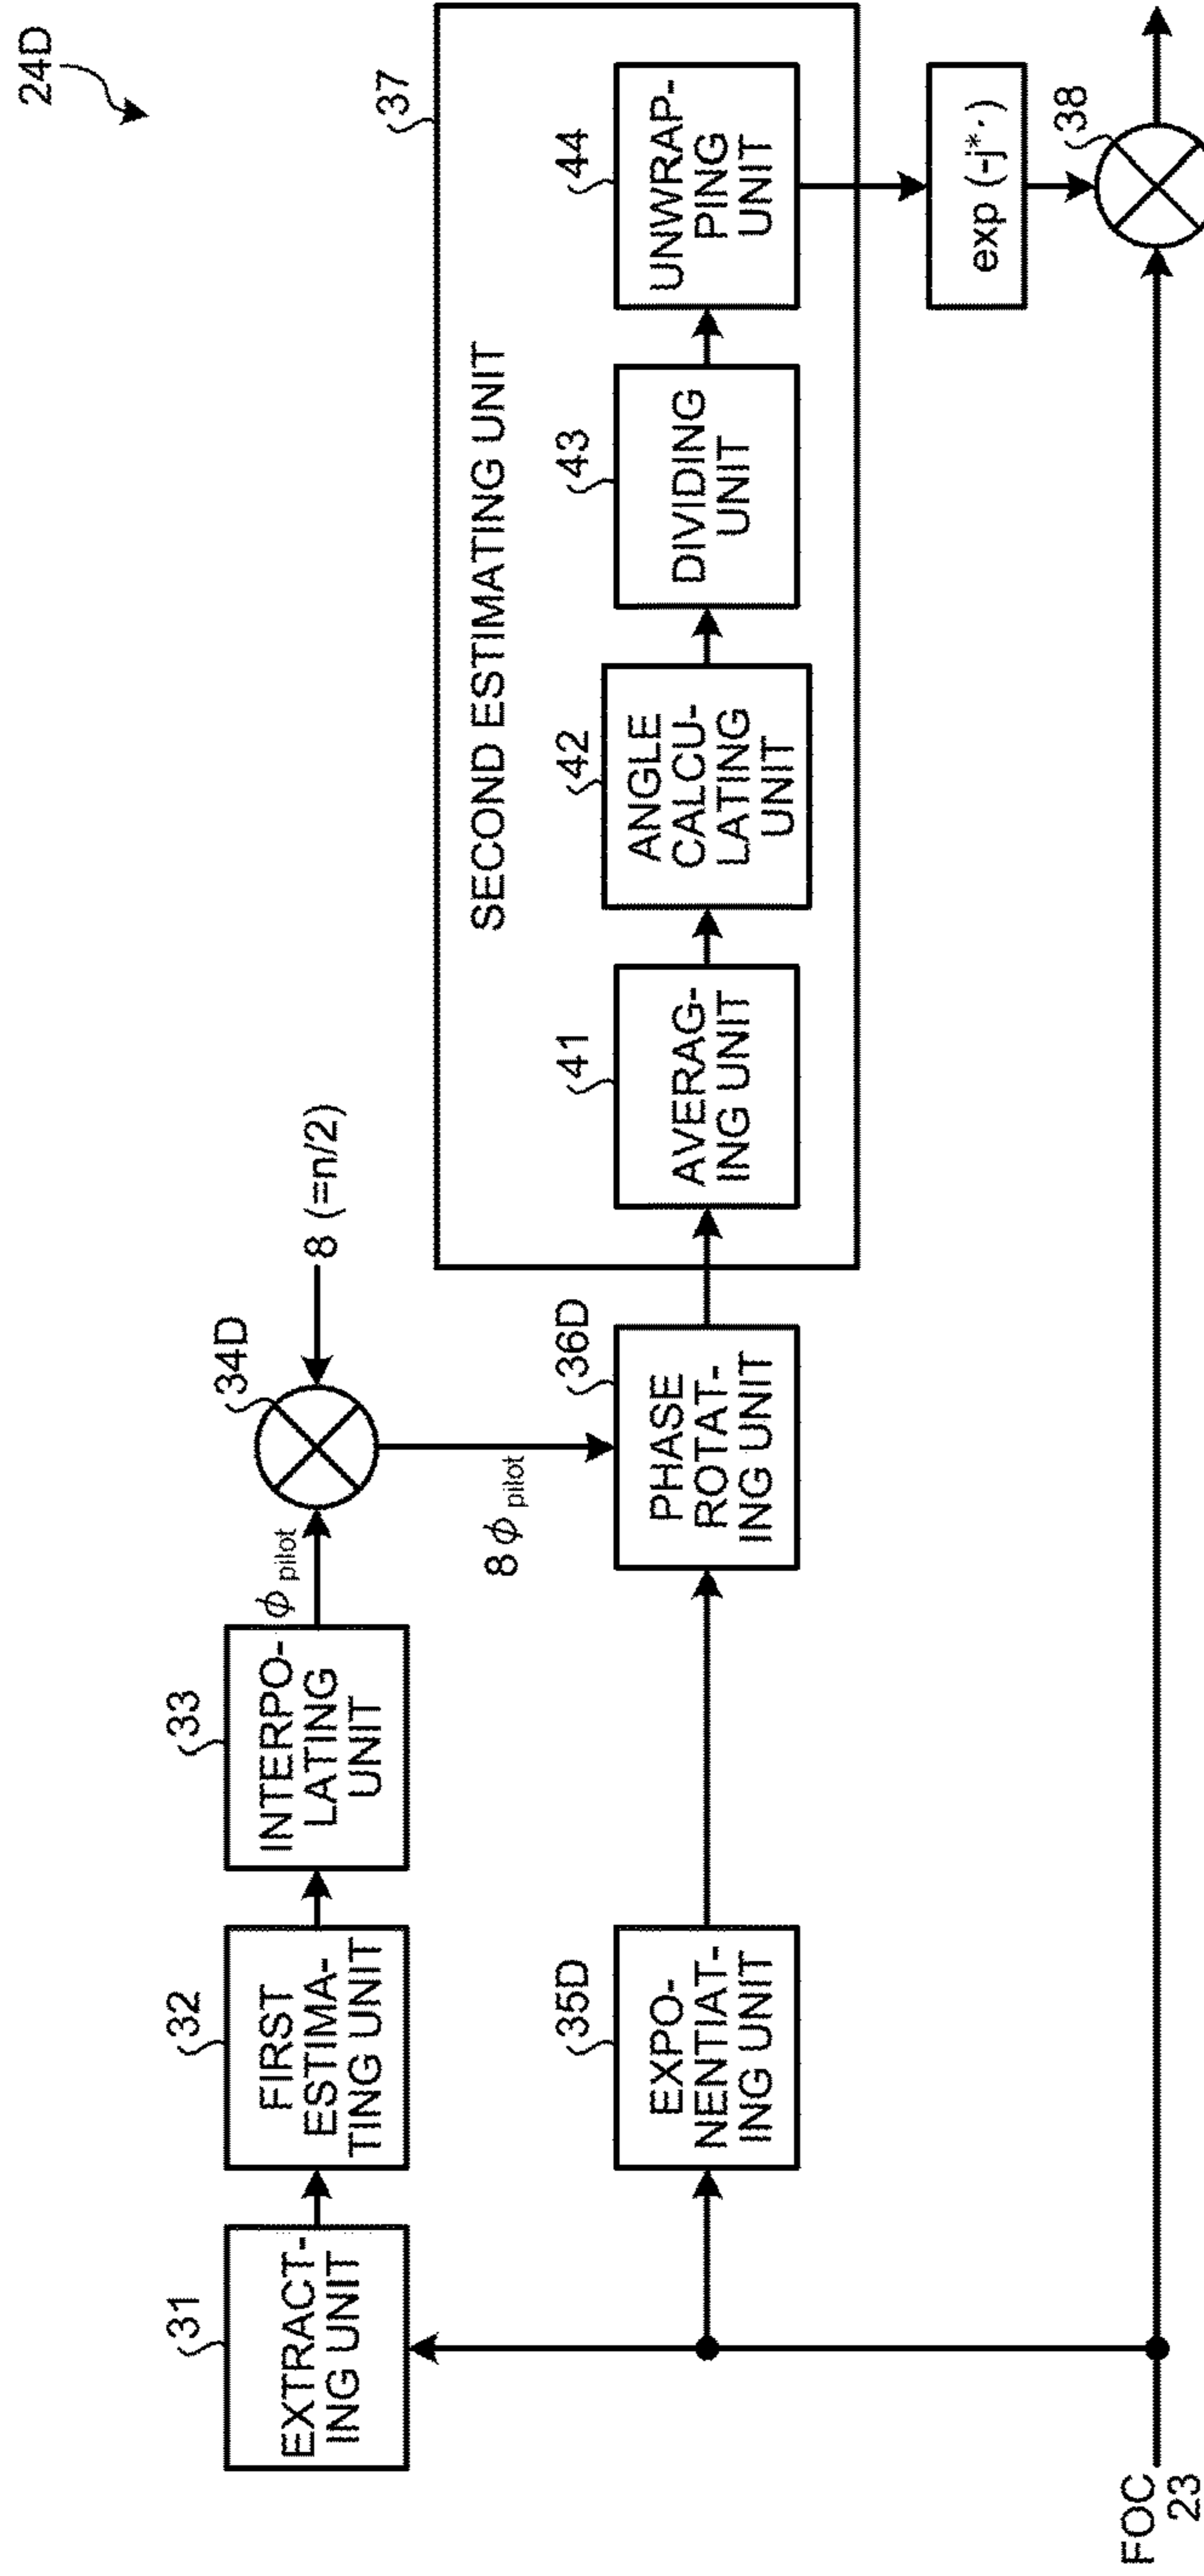 24D
31
EXTRACT-
ING UNIT
32
FIRST
ESTIMA-
TING UNIT
33
INTERPO-
LATING
UNIT
ϕ pilot
34D
8 (=n/2)
8 ϕ pilot
35D
EXPO-
NENTIAT-
ING UNIT
36D
PHASE
ROTAT-
ING UNIT
37
SECOND ESTIMATING UNIT
41
AVERAG-
ING UNIT
42
ANGLE
CALCU-
LATING
UNIT
43
DIVIDING
UNIT
44
UNWRAP-
PING
UNIT
exp (-j*·)
38
FOC
23